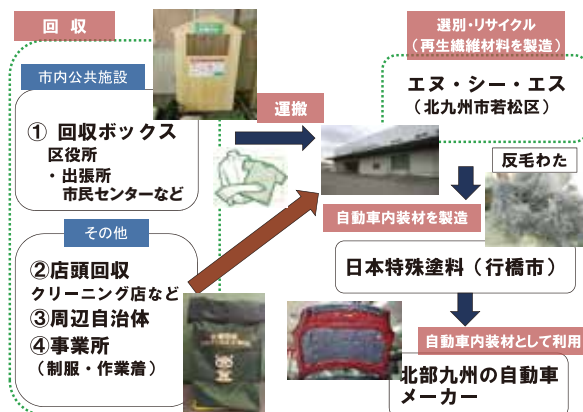 回 収
市内公共施設
① 回収ボックス
区役所
・出張所
市民センターなど
その他
②店頭回収
クリーニング店など
③周辺自治体
④事業所
（制服・作業着）
運搬
選別・リサイクル
（再生繊維材料を製造）
エヌ・シー・エス
（北九州市若松区）
反毛わた
自動車内装材を製造
日本特殊塗料（行橋市）
自動車内装材として利用
北部九州の自動車
メーカー